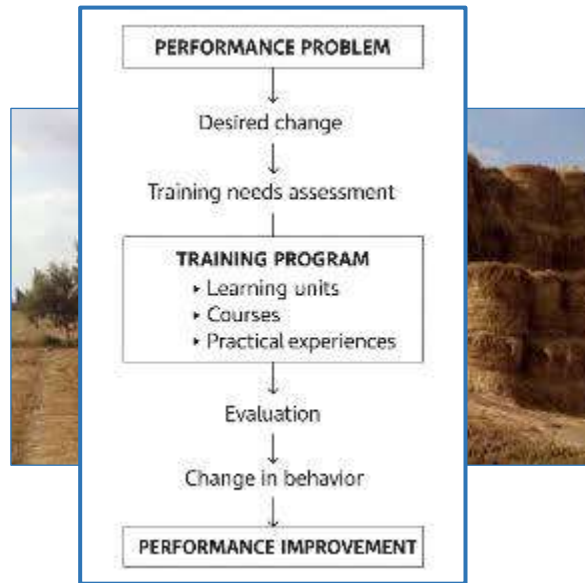 PERFORMANCE PROBLEM
Desired change
Training needs assessment
TRAINING PROGRAM
▸ Learning units
▸ Courses
▸ Practical experiences
Evaluation
Change in behavior
PERFORMANCE IMPROVEMENT